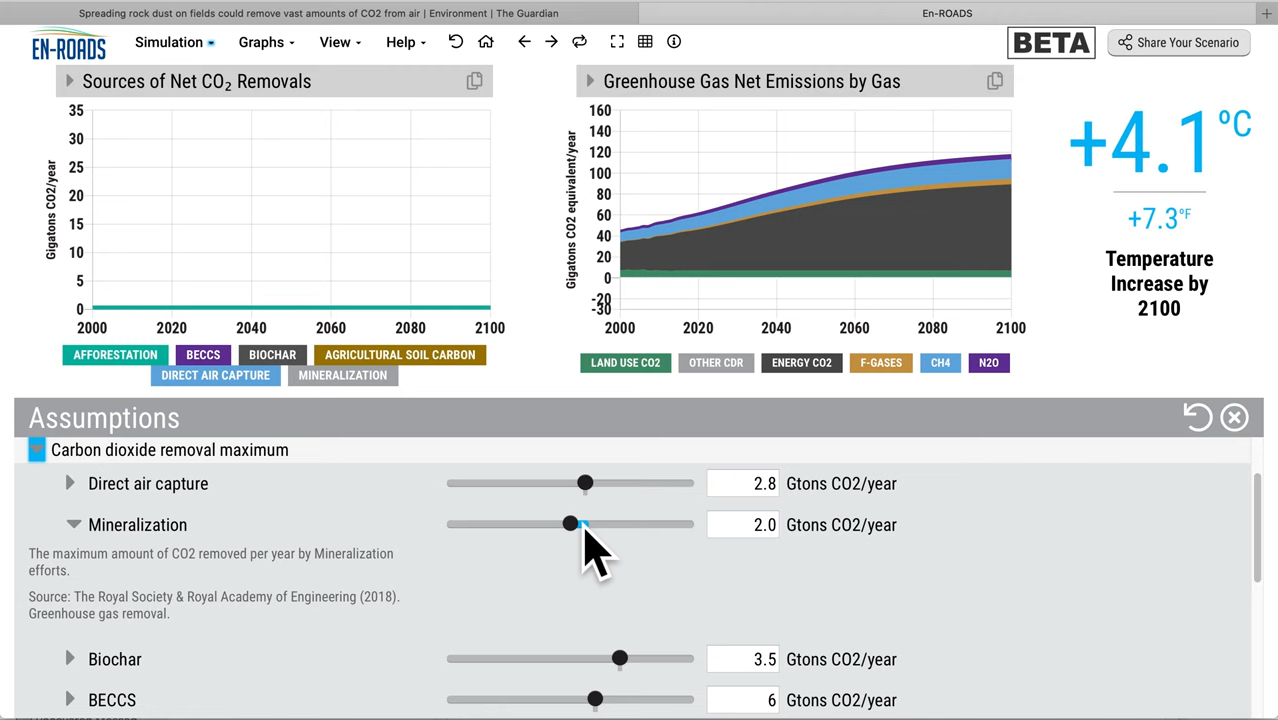 Spreading rock dust on fields could remove vast amounts of CO2 from air | Environment | The Guardian
En-ROADS
EN-ROADS
Simulation
Graphs
View
Help
BETA
Share Your Scenario
Sources of Net CO₂ Removals
Gigatons CO2/year
35
30
25
20
15
10
5
0
2000 2020 2040 2060 2080 2100
AFFORESTATION BECCS BIOCHAR AGRICULTURAL SOIL CARBON
DIRECT AIR CAPTURE MINERALIZATION
Greenhouse Gas Net Emissions by Gas
Gigatons CO2 equivalent/year
160
140
120
100
80
60
40
20
0
-20
-30
2000 2020 2040 2060 2080 2100
LAND USE CO2 OTHER CDR ENERGY CO2 F-GASES CH4 N2O
+4.1 °C
+7.3°F
Temperature
Increase by
2100
Assumptions
Carbon dioxide removal maximum
Direct air capture 2.8 Gtons CO2/year
Mineralization 2.0 Gtons CO2/year
The maximum amount of CO2 removed per year by Mineralization
efforts.
Source: The Royal Society & Royal Academy of Engineering (2018).
Greenhouse gas removal.
Biochar 3.5 Gtons CO2/year
BECCS 6 Gtons CO2/year